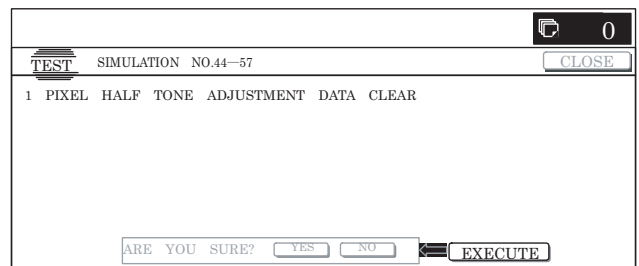 0
TEST SIMULATION NO.44—57 CLOSE
1 PIXEL HALF TONE ADJUSTMENT DATA CLEAR
ARE YOU SURE? YES NO EXECUTE